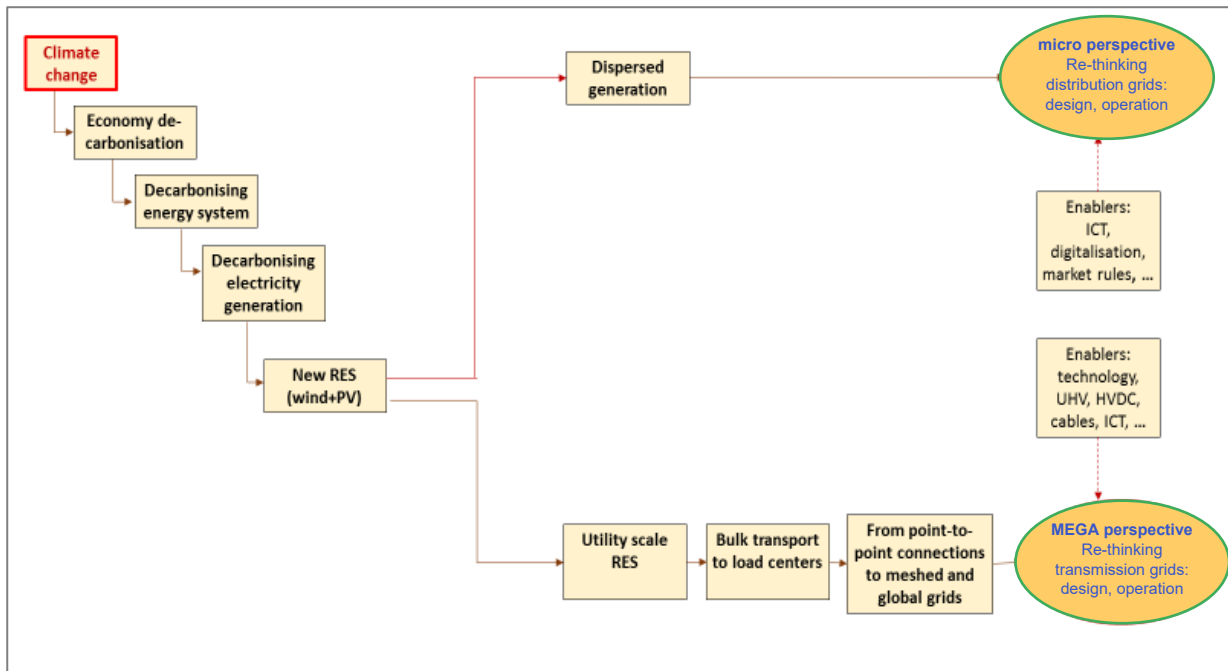 Climate
change
Economy de-
carbonisation
Decarbonising
energy system
Decarbonising
electricity
generation
New RES
(wind+PV)
Dispersed
generation
micro perspective
Re-thinking
distribution grids:
design, operation
Enablers:
ICT,
digitalisation,
market rules, ...
Enablers:
technology,
UHV, HVDC,
cables, ICT, ...
Utility scale
RES
Bulk transport
to load centers
From point-to-
point connections
to meshed and
global grids
MEGA perspective
Re-thinking
transmission grids:
design, operation